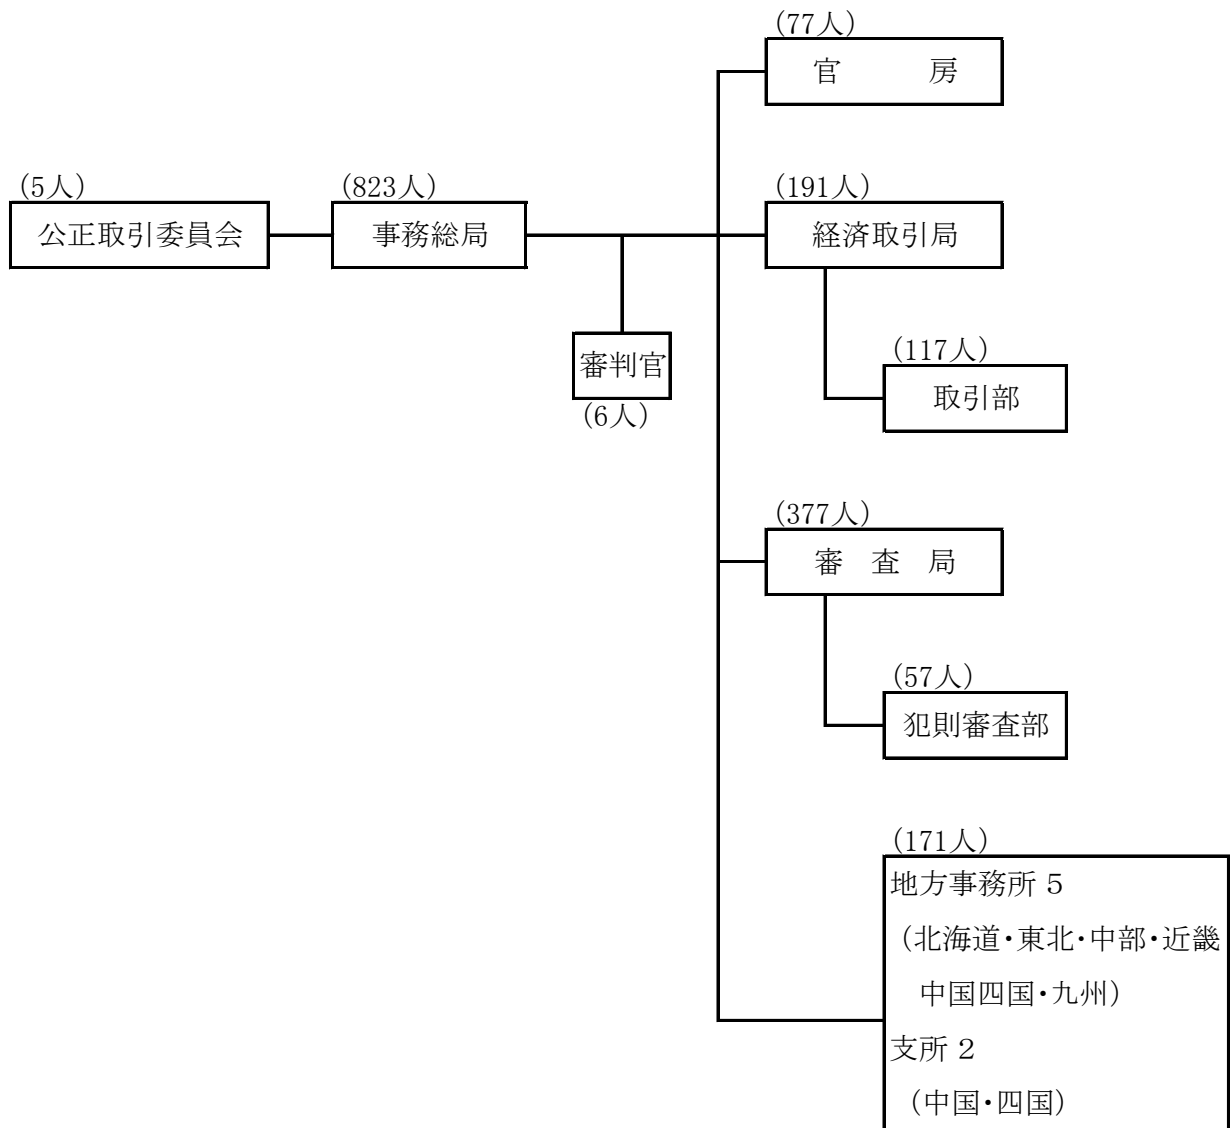 (77人)
官　　　房
(5人)
公正取引委員会
(823人)
事務総局
(191人)
経済取引局
審判官
(6人)
(117人)
取引部
(377人)
審　査　局
(57人)
犯則審査部
(171人)
地方事務所５
(北海道・東北・中部・近畿
中国四国・九州)
支所２
(中国・四国)